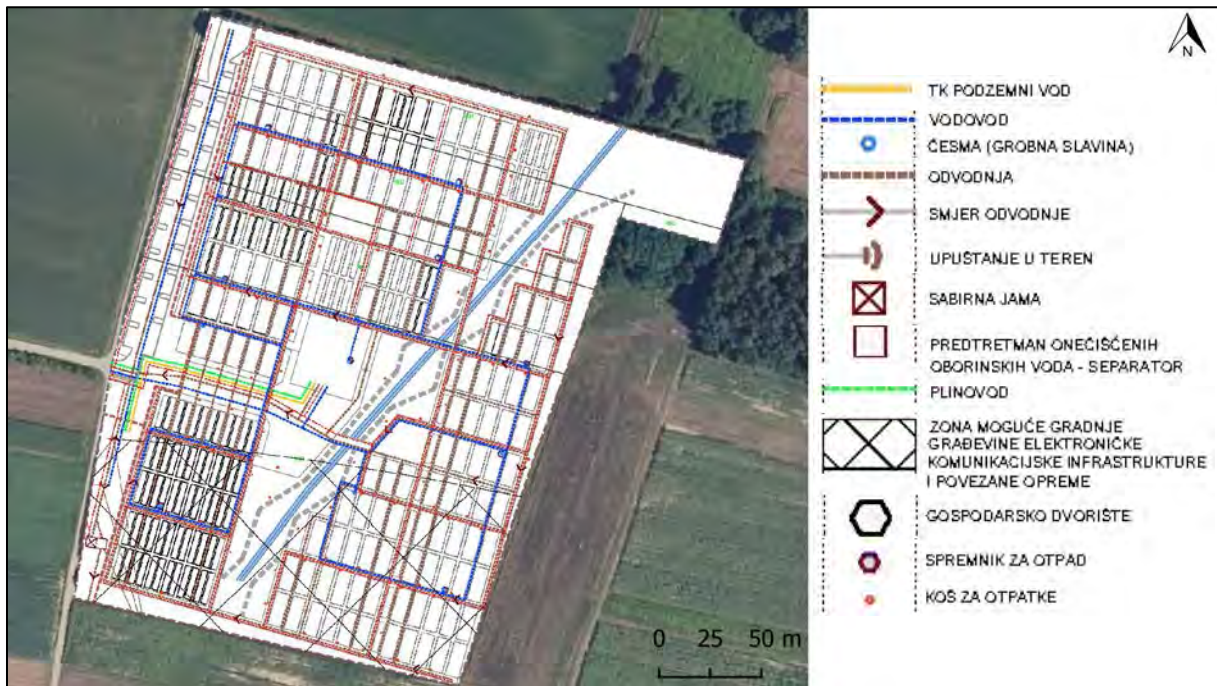 N
TK PODZEMNI VOD
VODOVOD
ČESMA (GROBNA SLAVINA)
ODVODNJA
SMJER ODVODNJE
UPUŠTANJE U TEREN
SABIRNA JAMA
PREDTRETMAN ONEČIŠĆENIH
OBORINSKIH VODA - SEPARATOR
PLINOVOD
ZONA MOGUĆE GRADNJE
GRAĐEVINE ELEKTRONIČKE
KOMUNIKACIJSKE INFRASTRUKTURE
I POVEZANE OPREME
GOSPODARSKO DVORIŠTE
SPREMNIK ZA OTPAD
KOŠ ZA OTPATKE
0 25 50 m